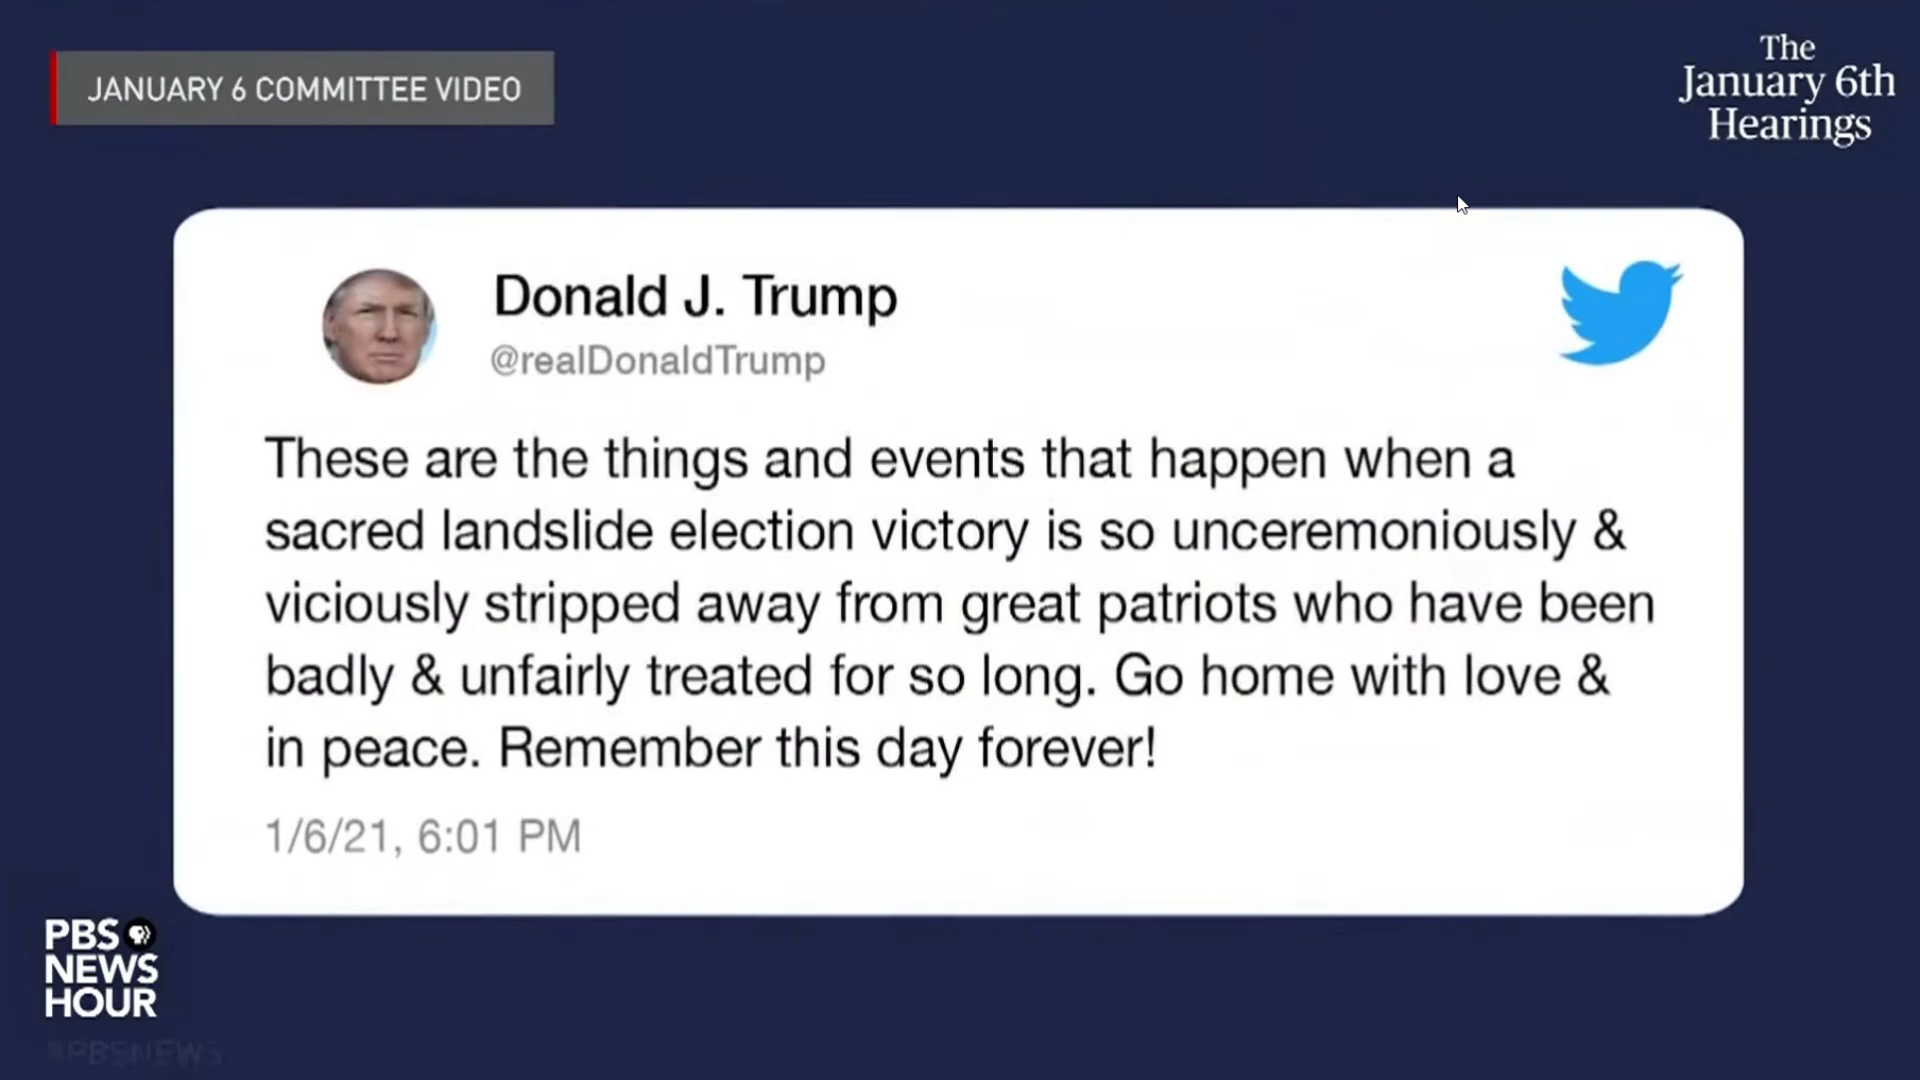 JANUARY 6 COMMITTEE VIDEO
The
January 6th
Hearings
Donald J. Trump
@realDonaldTrump
These are the things and events that happen when a
sacred landslide election victory is so unceremoniously &
viciously stripped away from great patriots who have been
badly & unfairly treated for so long. Go home with love &
in peace. Remember this day forever!
1/6/21, 6:01 PM
PBS
NEWS
HOUR
#PBSNEWS